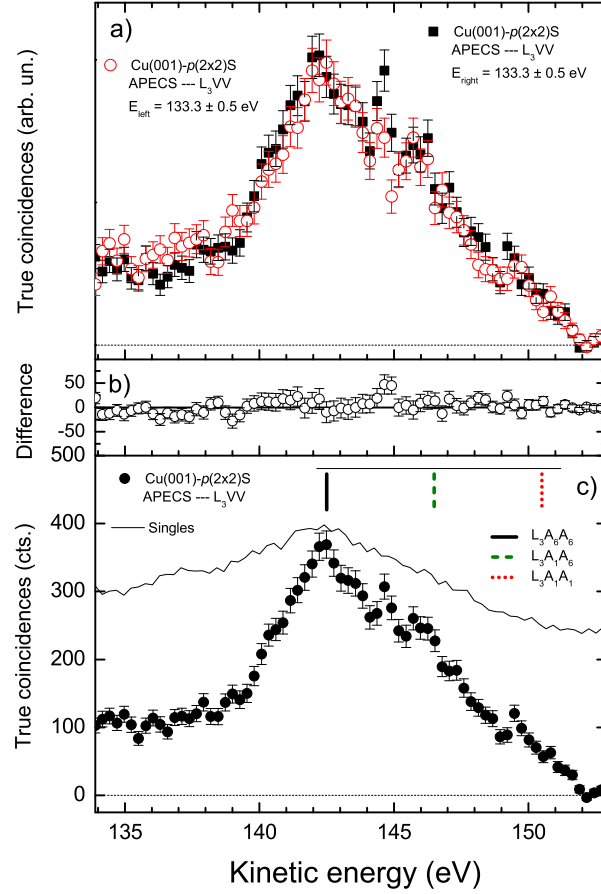 a)
Cu(001)-p(2x2)S
APECS --- L3VV
Eright = 133.3 ± 0.5 eV
Cu(001)-p(2x2)S
APECS --- L3VV
Eleft = 133.3 ± 0.5 eV
True coincidences (arb. un.)
b)
50
0
-50
Difference
500
c)
Cu(001)-p(2x2)S
APECS --- L3VV
Singles
L3A6A6
L3A1A6
L3A1A1
400
300
200
100
0
True coincidences (cts.)
135
140
145
150
Kinetic energy (eV)